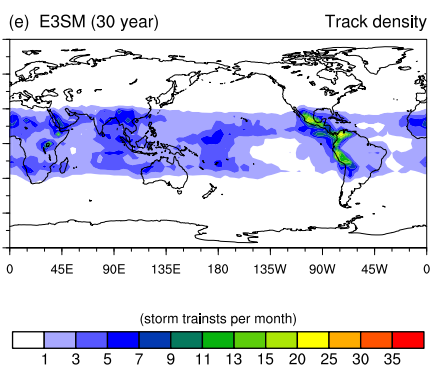 (e) E3SM (30 year) Track density
0 45E 90E 135E 180 135W 90W 45W 0
(storm trainsts per month)
1 3 5 7 9 11 13 15 20 25 30 35